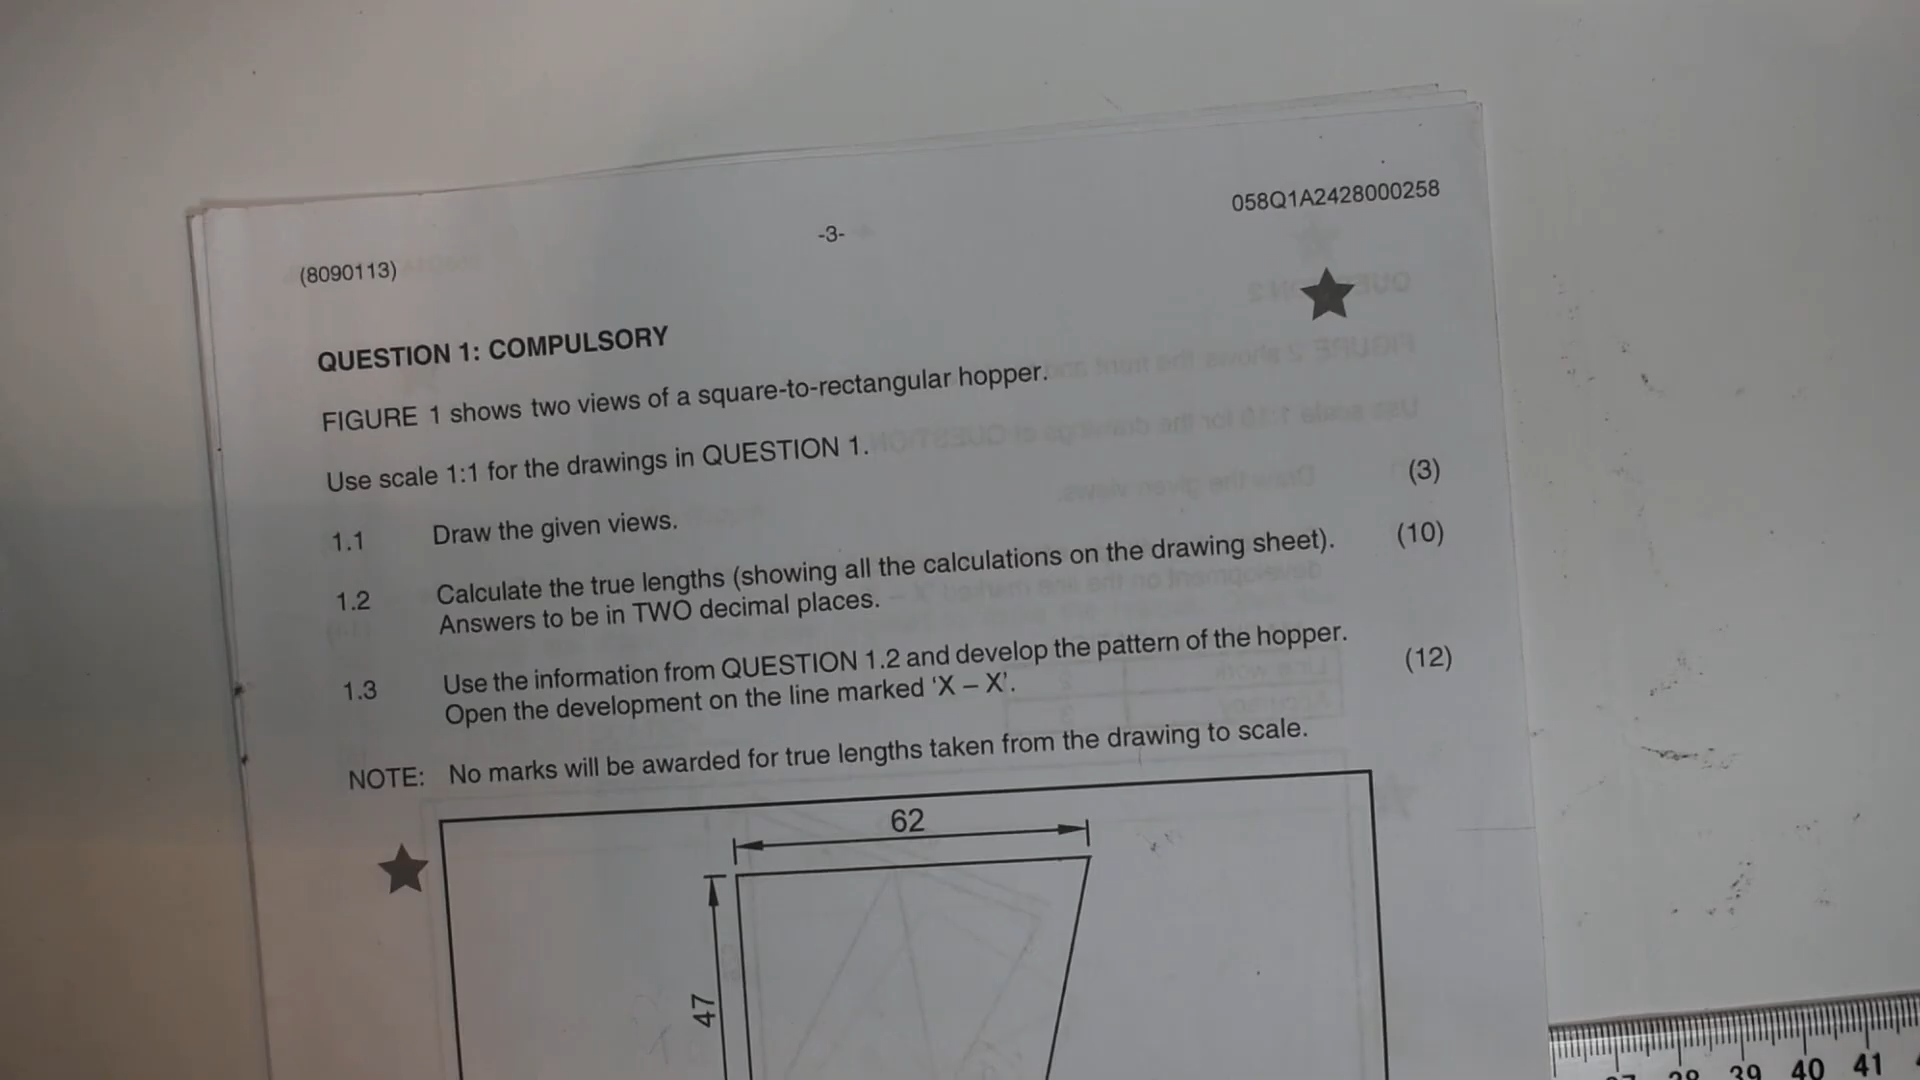 058Q1A2428000258
-3-
(8090113)
QUESTION 1: COMPULSORY
FIGURE 1 shows two views of a square-to-rectangular hopper.
Use scale 1:1 for the drawings in QUESTION 1.
1.1 Draw the given views. (3)
1.2 Calculate the true lengths (showing all the calculations on the drawing sheet). (10)
Answers to be in TWO decimal places.
1.3 Use the information from QUESTION 1.2 and develop the pattern of the hopper.
Open the development on the line marked ‘X – X’. (12)
NOTE: No marks will be awarded for true lengths taken from the drawing to scale.
62
47
39 40 41